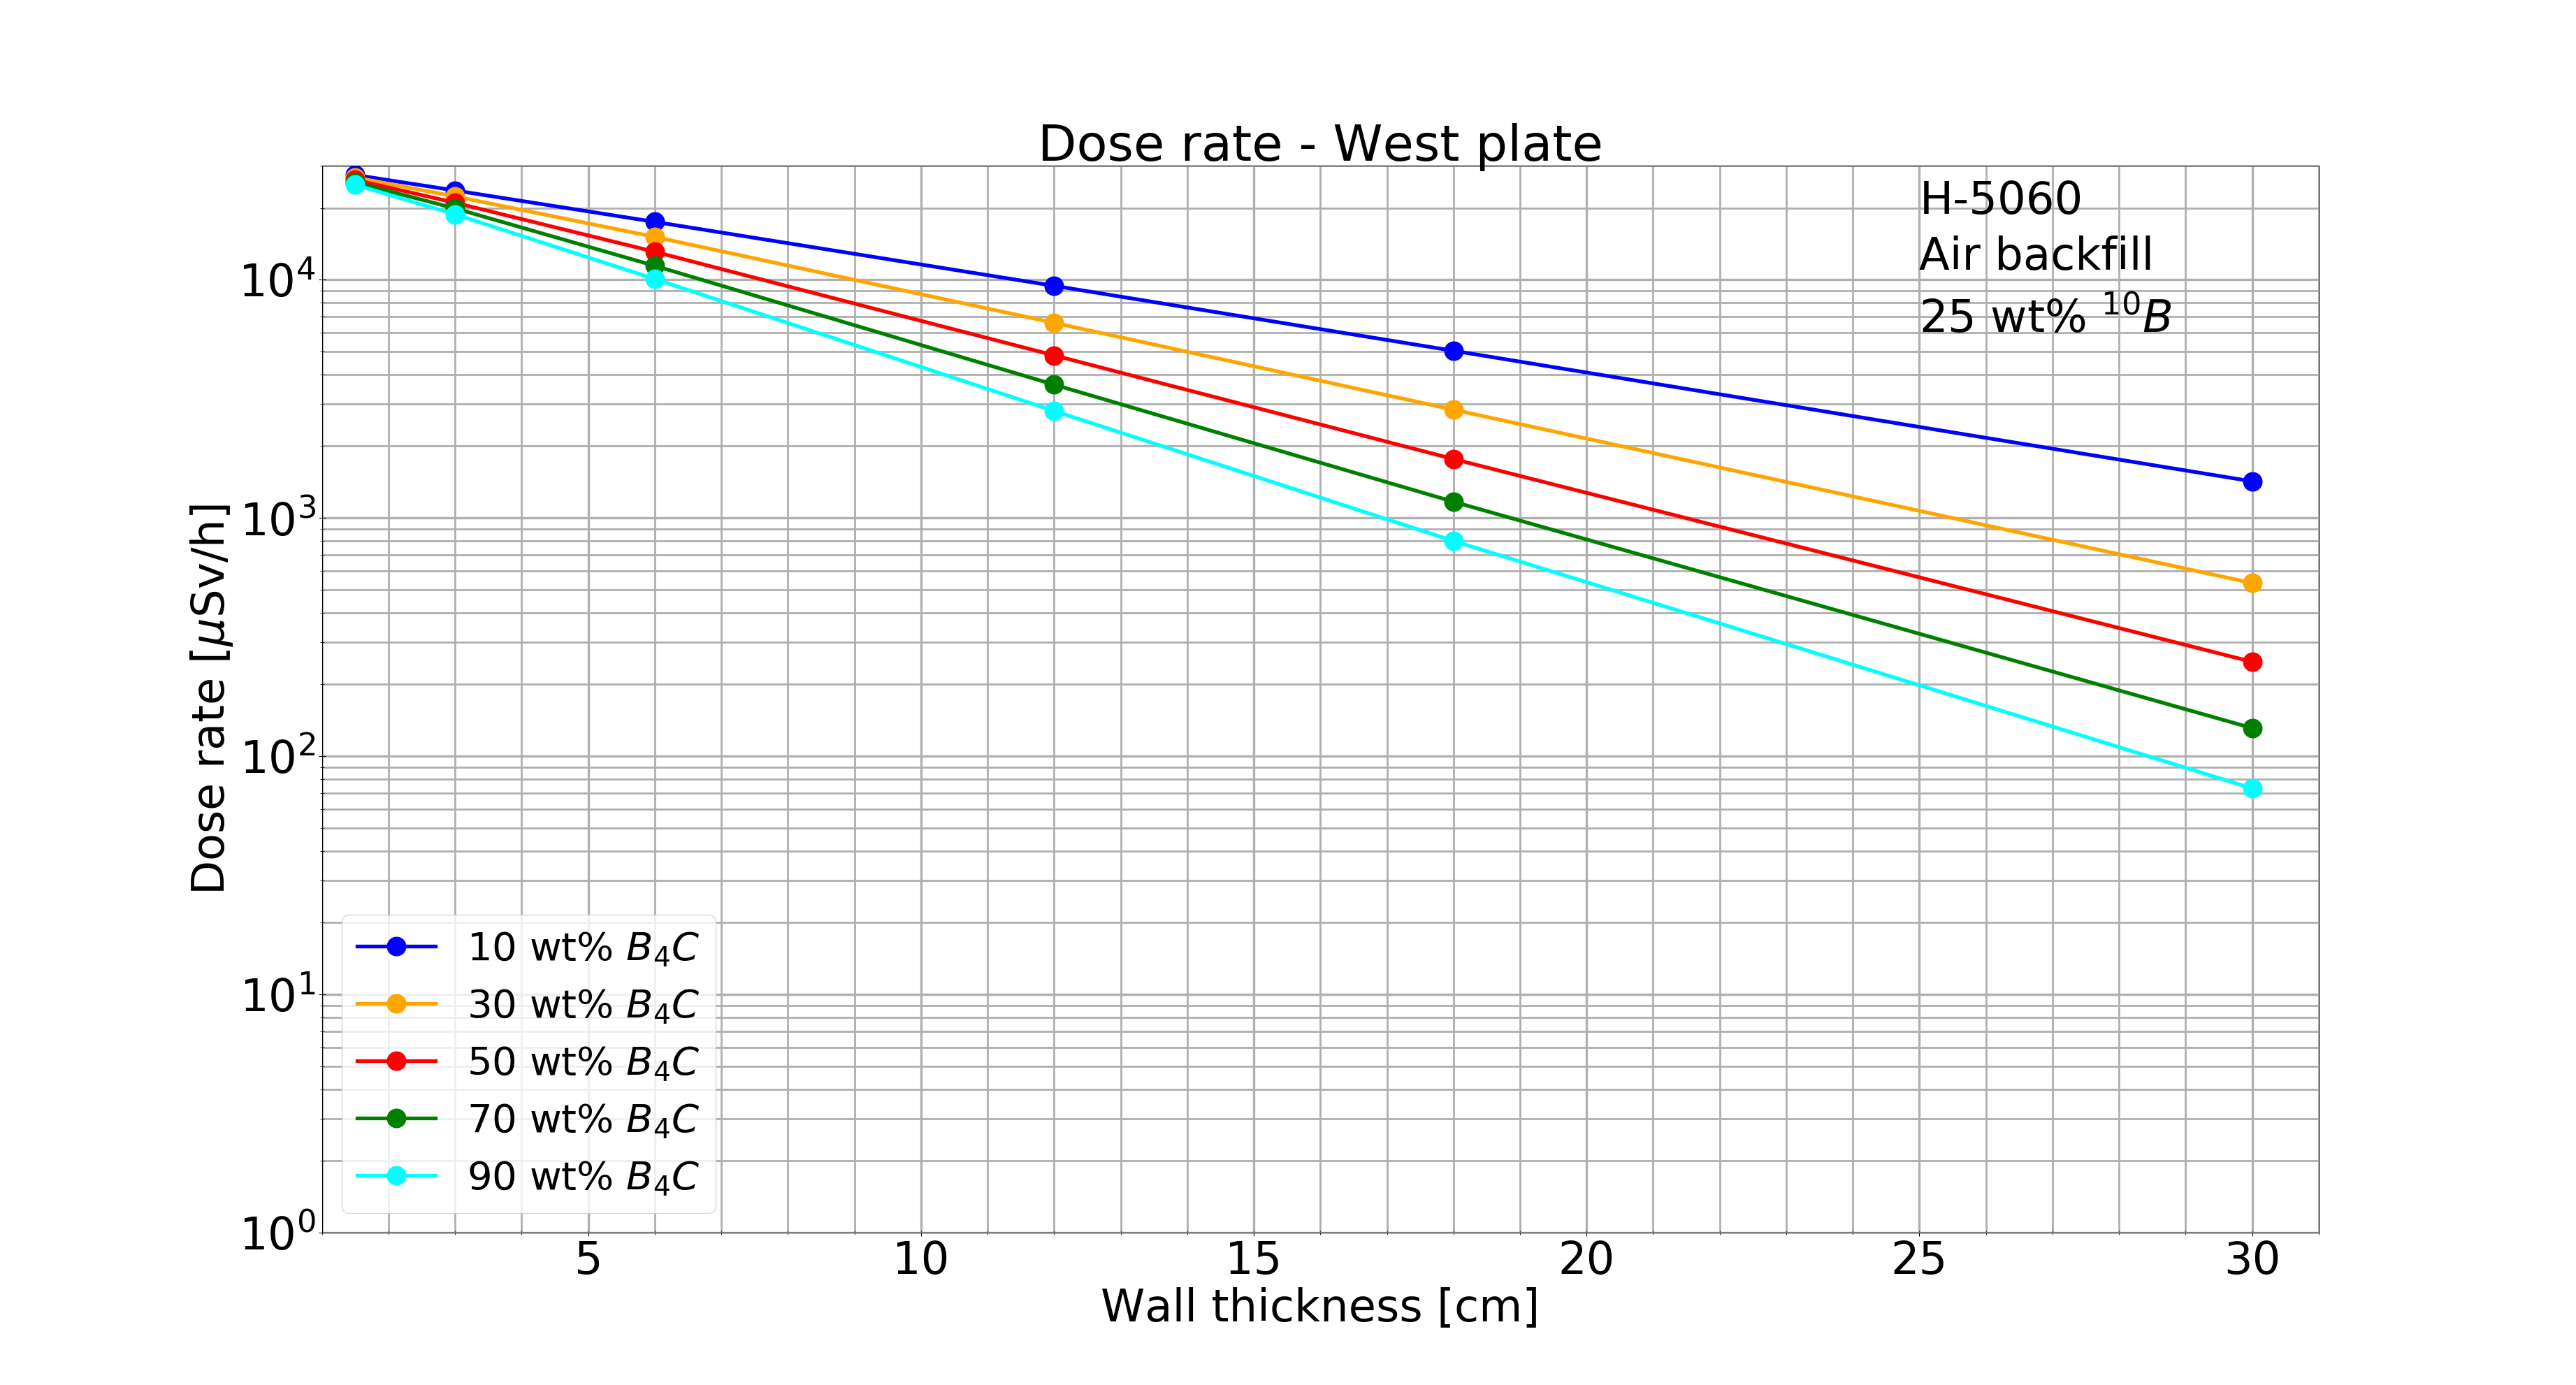 Dose rate - West plate
H-5060
Air backfill
25 wt% ¹⁰B
Dose rate [μSv/h]
10⁴
10³
10²
10¹
10⁰
10 wt% B₄C
30 wt% B₄C
50 wt% B₄C
70 wt% B₄C
90 wt% B₄C
5 10 15 20 25 30
Wall thickness [cm]